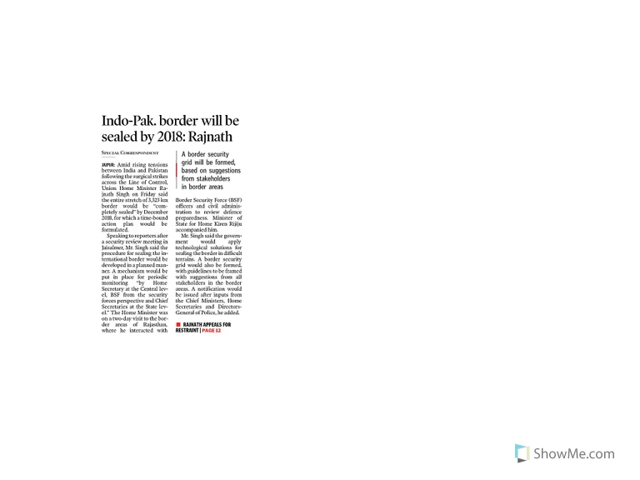 Indo-Pak. border will be
sealed by 2018: Rajnath
SPECIAL CORRESPONDENT
JAIPUR: Amid rising tensions
between India and Pakistan
following the surgical strikes
across the Line of Control,
Union Home Minister Ra-
jnath Singh on Friday said
the entire stretch of 3,323 km
border would be “com-
pletely sealed” by December
2018, for which a time-bound
action plan would be
formulated.
Speaking to reporters after
a security review meeting in
Jaisalmer, Mr. Singh said the
procedure for sealing the in-
ternational border would be
developed in a planned man-
ner. A mechanism would be
put in place for periodic
monitoring “by Home
Secretary at the Central lev-
el, BSF from the security
forces perspective and Chief
Secretaries at the State lev-
el.” The Home Minister was
on a two-day visit to the bor-
der areas of Rajasthan,
where he interacted with
A border security
grid will be formed,
based on suggestions
from stakeholders
in border areas
Border Security Force (BSF)
officers and civil adminis-
tration to review defence
preparedness. Minister of
State for Home Kiren Rijiju
accompanied him.
Mr. Singh said the govern-
ment would apply
technological solutions for
sealing the border in difficult
terrains. A border security
grid would also be formed,
with guidelines to be framed
with suggestions from all
stakeholders in the border
areas. A notification would
be issued after inputs from
the Chief Ministers, Home
Secretaries and Directors-
General of Police, he added.
RAJNATH APPEALS FOR
RESTRAINT | PAGE 12
ShowMe.com